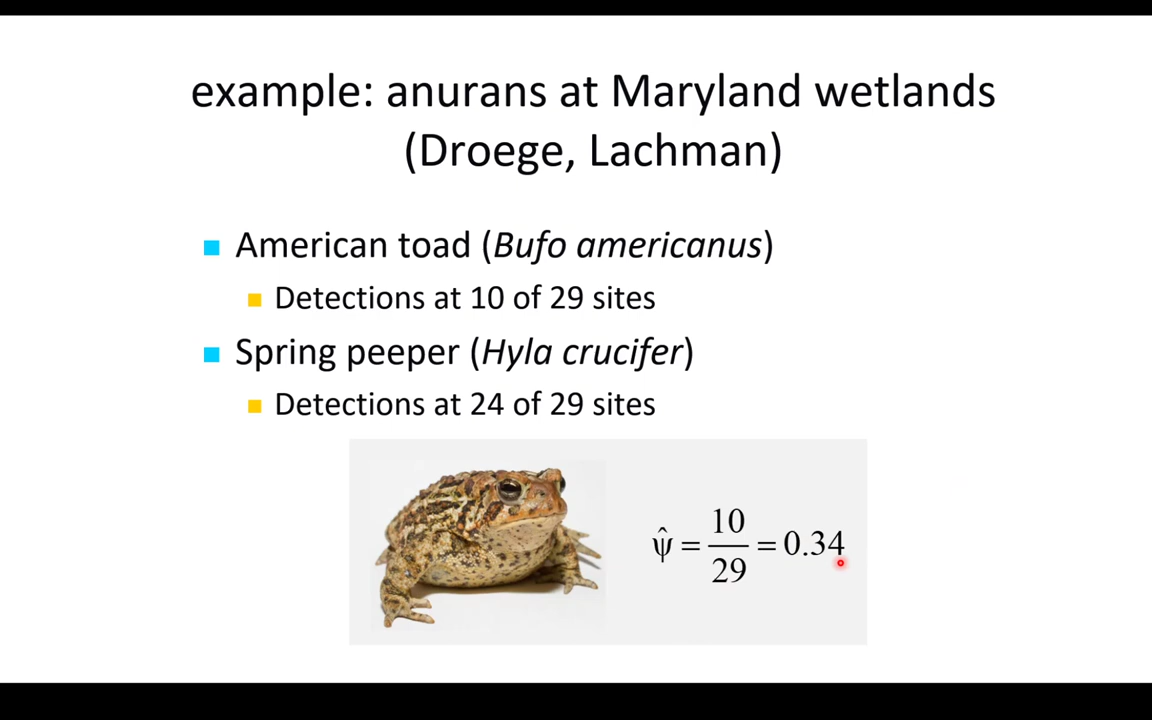 example: anurans at Maryland wetlands
(Droege, Lachman)
American toad (Bufo americanus)
Detections at 10 of 29 sites
Spring peeper (Hyla crucifer)
Detections at 24 of 29 sites
ψ̂ = 10/29 = 0.34